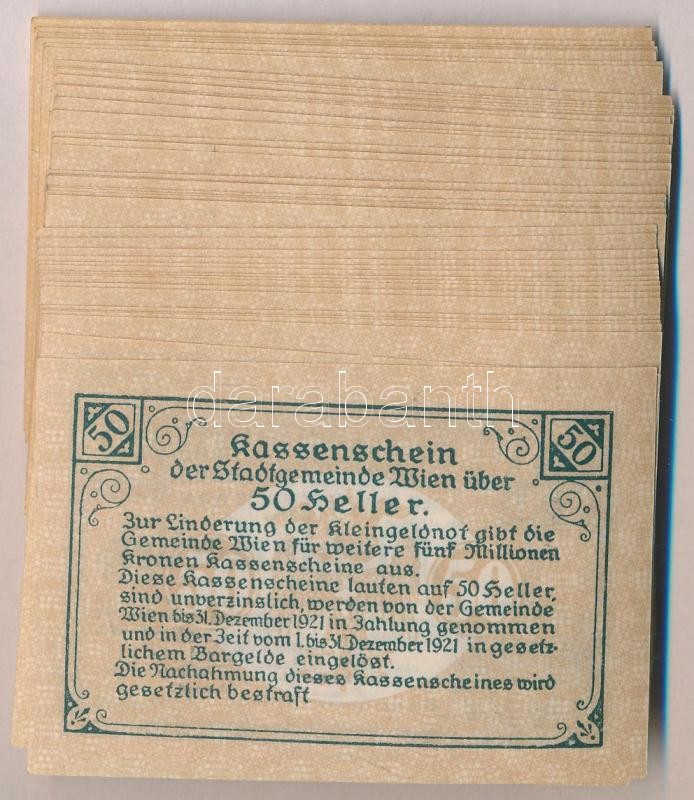 darabanth
50
50
Kassenschein
der Stadtgemeinde Wien über
50 Heller.
Zur Linderung der Kleingeldnot gibt die
Gemeinde Wien für weitere fünf Millionen
Kronen Kassenscheine aus.
Diese Kassenscheine lauten auf 50 Heller,
sind unverzinslich, werden von der Gemeinde
Wien bis 31. Dezember 1921 in Zahlung genommen
und in der Zeit vom 1. bis 31. Dezember 1921 in gesetz-
lichem Bargelde eingelöst.
Die Nachahmung dieses Kassenscheines wird
gesetzlich bestraft